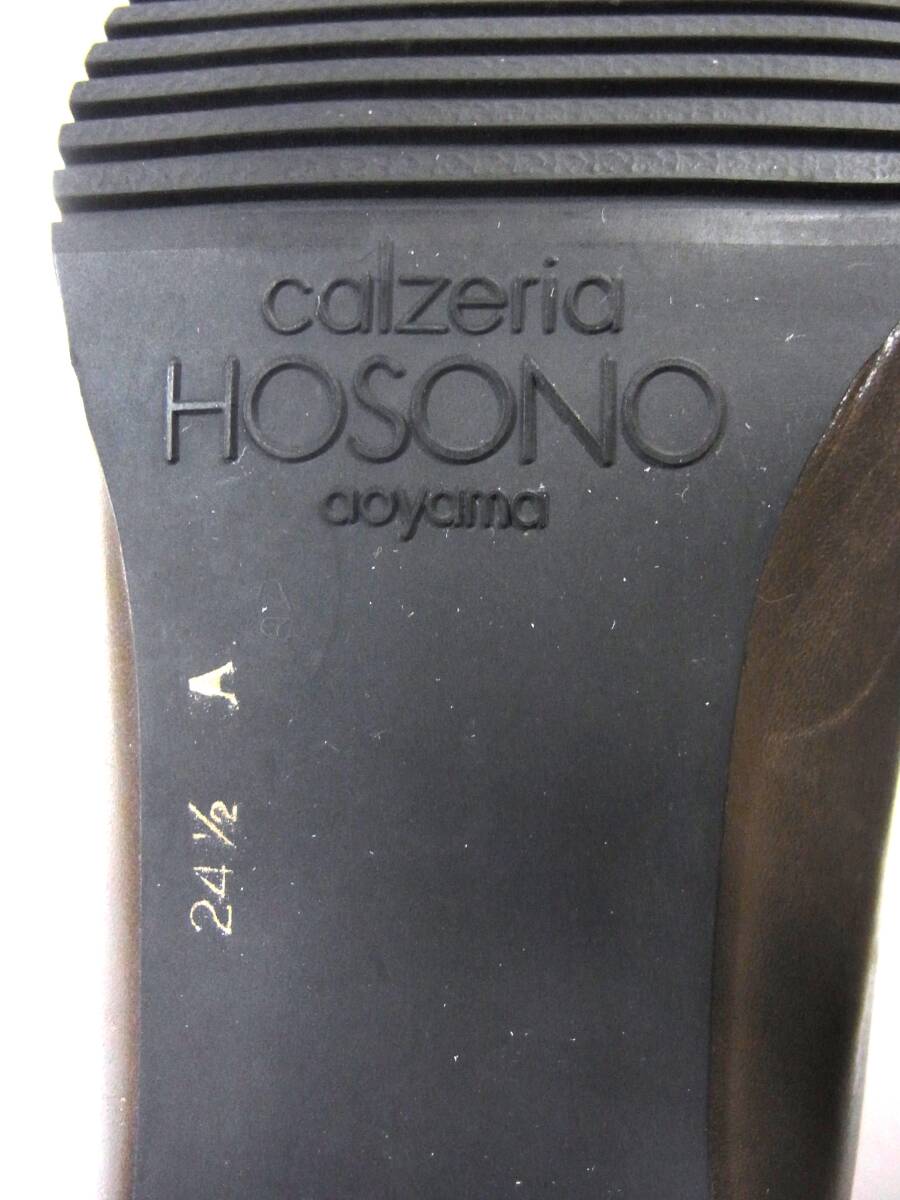 calzeria
HOSONO
aoyama
24 ½ A